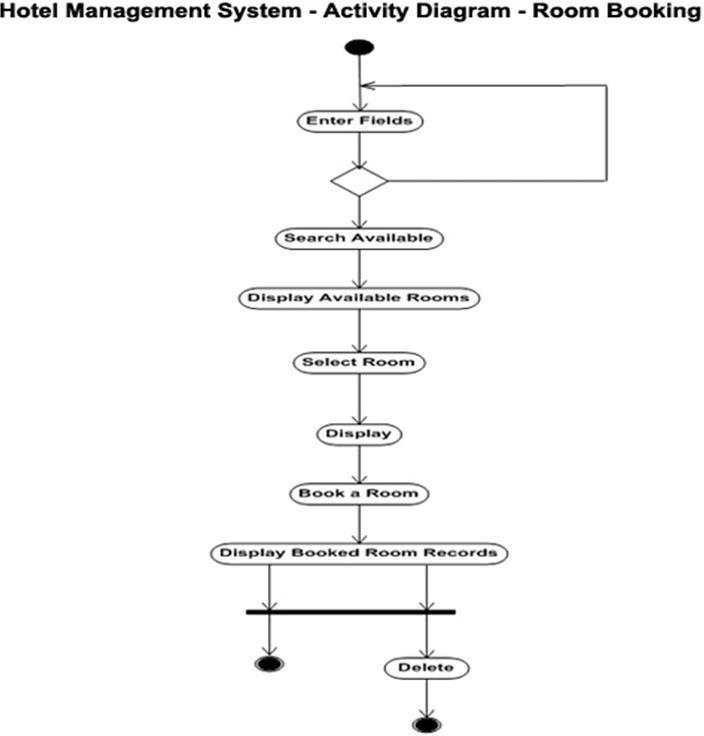 Hotel Management System - Activity Diagram - Room Booking
Enter Fields
Search Available
Display Available Rooms
Select Room
Display
Book a Room
Display Booked Room Records
Delete